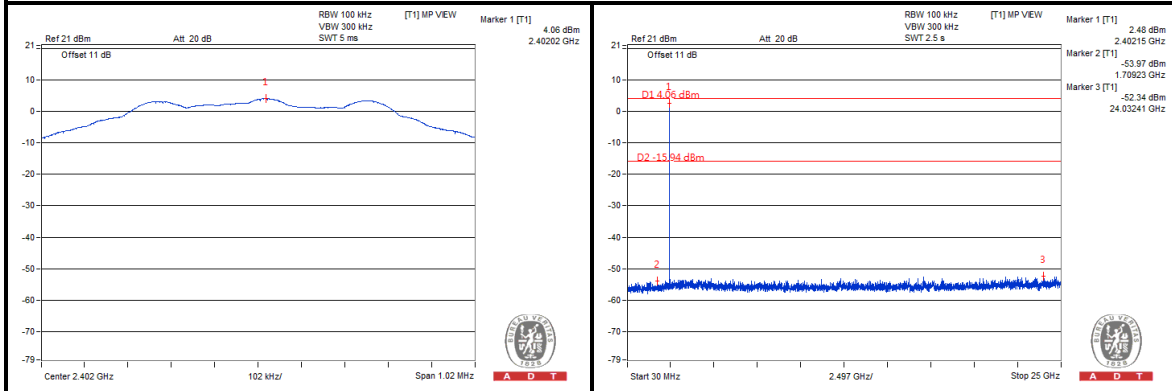 RBW 100 kHz [T1] MP VIEW
VBW 300 kHz
Ref 21 dBm Att 20 dB SWT 5 ms
Marker 1 [T1]
4.06 dBm
2.40202 GHz
21
Offset 11 dB
10
0
-10
-20
-30
-40
-50
-60
-70
-79
1
Center 2.402 GHz 102 kHz/ Span 1.02 MHz
BUREAU VERITAS
1828
A D T
RBW 100 kHz [T1] MP VIEW
VBW 300 kHz
Ref 21 dBm Att 20 dB SWT 2.5 s
Marker 1 [T1]
2.48 dBm
2.40215 GHz
Marker 2 [T1]
-53.97 dBm
1.70923 GHz
Marker 3 [T1]
-52.34 dBm
24.03241 GHz
21
Offset 11 dB
10
0
-10
-20
-30
-40
-50
-60
-70
-79
1
D1 4.06 dBm
D2 -15.94 dBm
2
3
Start 30 MHz 2.497 GHz/ Stop 25 GHz
BUREAU VERITAS
1828
A D T